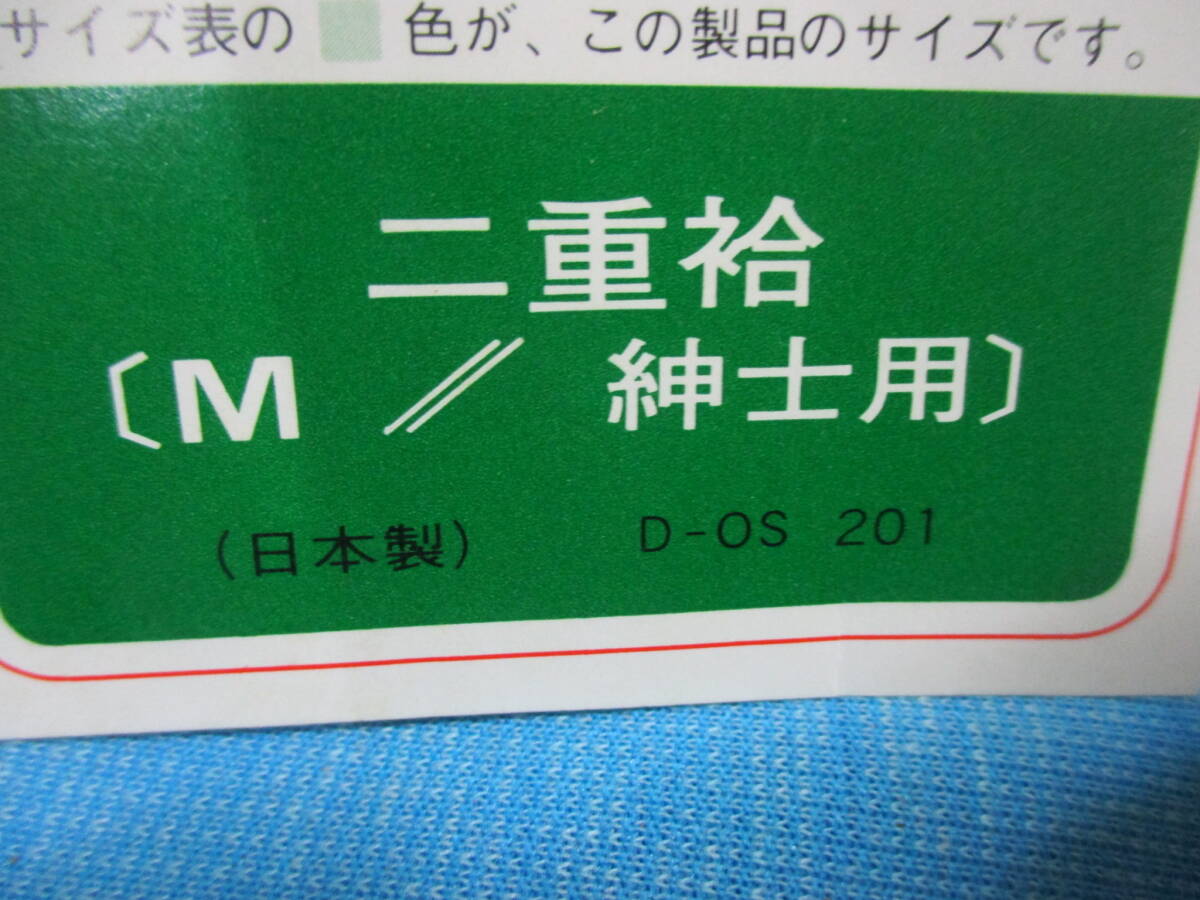 サイズ表の 色が、この製品のサイズです。
二重袷
〔M // 紳士用〕
(日本製) D-OS 201